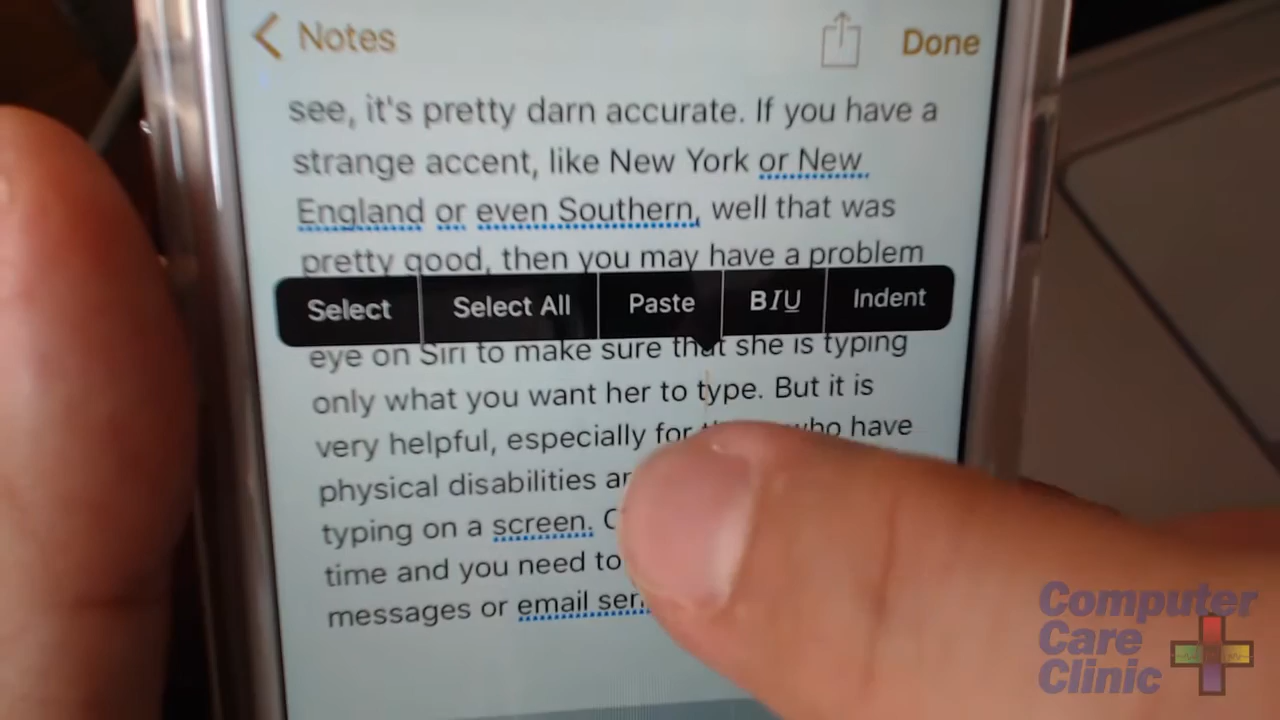 Notes
Done
see, it's pretty darn accurate. If you have a
strange accent, like New York or New
England or even Southern, well that was
pretty good, then you may have a problem
Select
Select All
Paste
BIU
Indent
eye on Siri to make sure that she is typing
only what you want her to type. But it is
very helpful, especially for who have
physical disabilities
typing on a screen.
time and you need to
messages or email
Computer
Care
Clinic